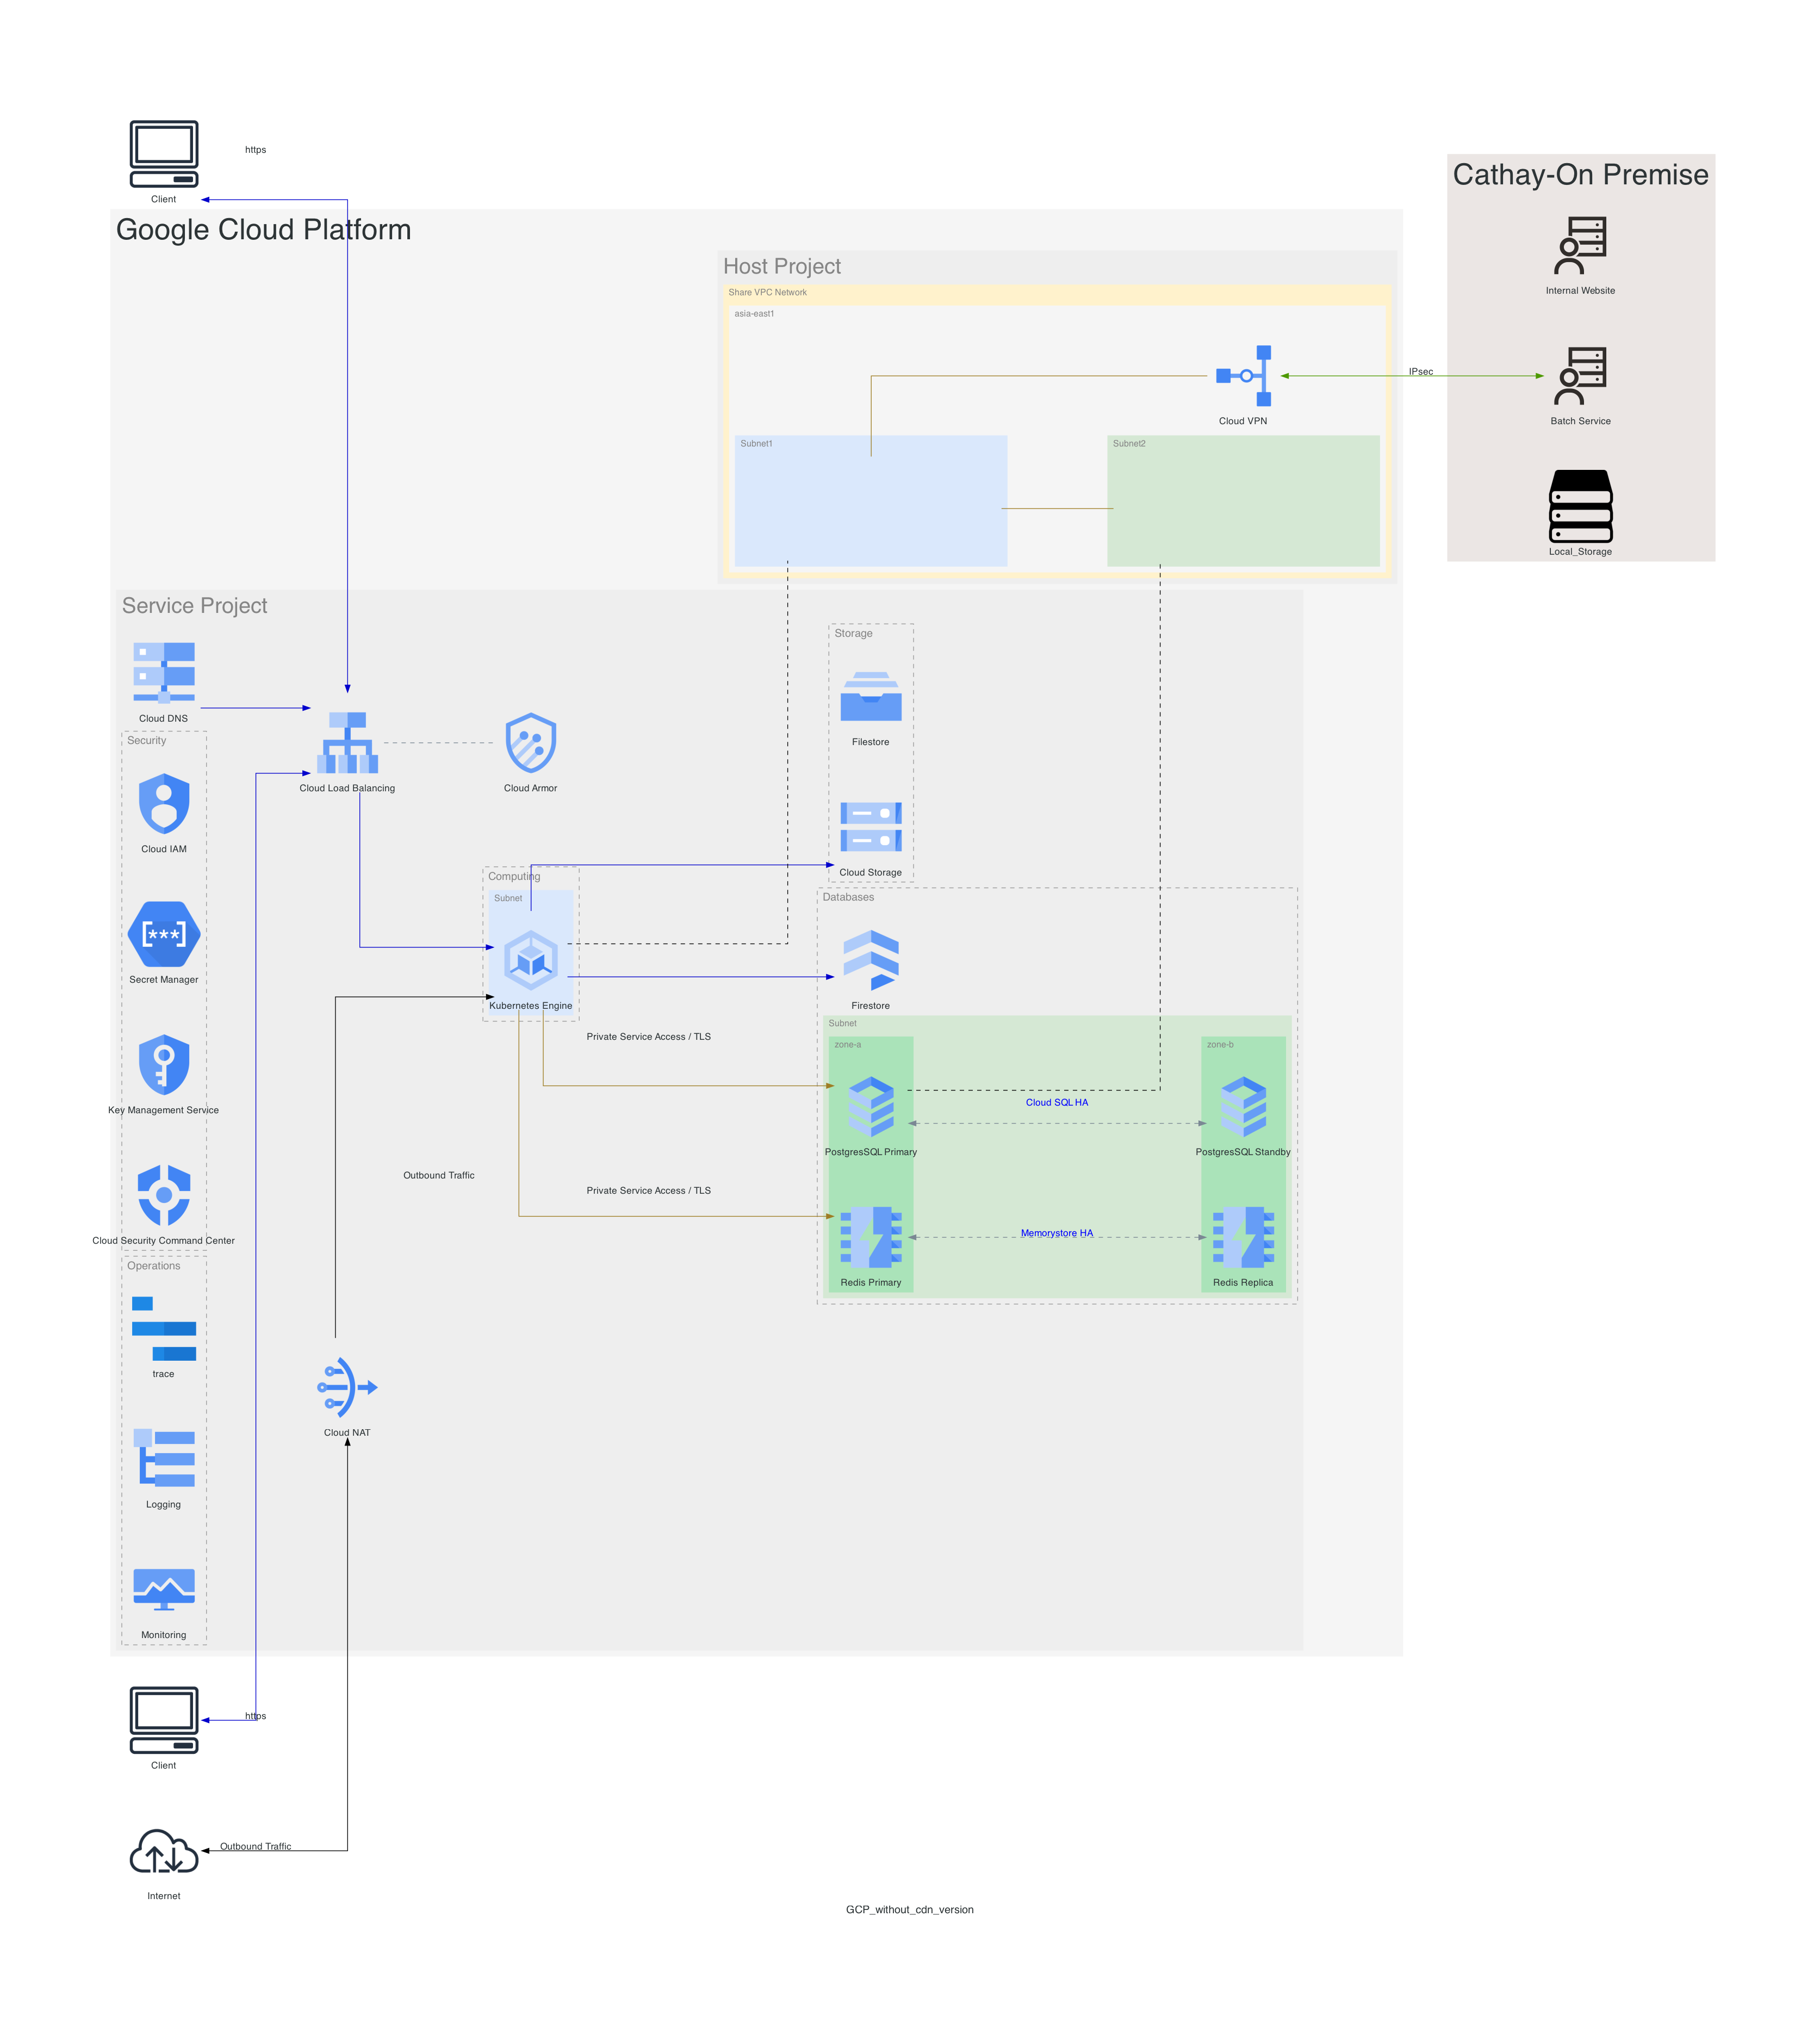 https
Client
Google Cloud Platform
Cathay-On Premise
Internal Website
Batch Service
Local_Storage
Host Project
Share VPC Network
asia-east1
Cloud VPN
IPsec
Subnet1
Subnet2
Service Project
Cloud DNS
Security
Cloud IAM
Secret Manager
Key Management Service
Cloud Security Command Center
Operations
trace
Logging
Monitoring
Cloud Load Balancing
Cloud Armor
Storage
Filestore
Cloud Storage
Computing
Subnet
Kubernetes Engine
Databases
Firestore
Subnet
zone-a
zone-b
Private Service Access / TLS
Cloud SQL HA
PostgresSQL Primary
PostgresSQL Standby
Outbound Traffic
Private Service Access / TLS
Memorystore HA
Redis Primary
Redis Replica
Cloud NAT
https
Client
Outbound Traffic
Internet
GCP_without_cdn_version